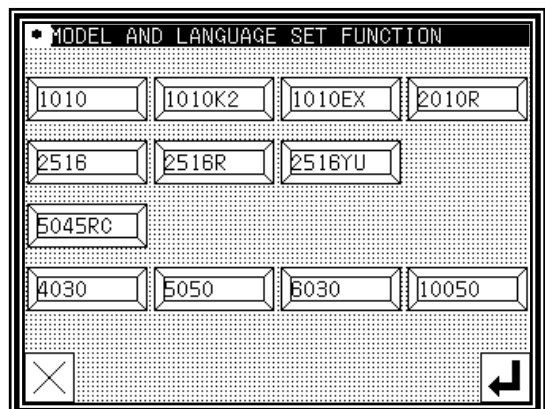 MODEL AND LANGUAGE SET FUNCTION
1010 1010K2 1010EX 2010R
2516 2516R 2516YU
5045RC
4030 5050 6030 10050